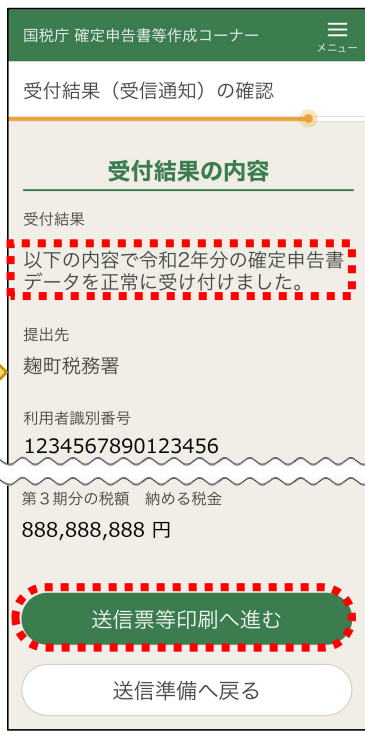 国税庁 確定申告書等作成コーナー
メニュー
受付結果（受信通知）の確認
受付結果の内容
受付結果
以下の内容で令和2年分の確定申告書
データを正常に受け付けました。
提出先
麹町税務署
利用者識別番号
1234567890123456
第３期分の税額　納める税金
888,888,888 円
送信票等印刷へ進む
送信準備へ戻る